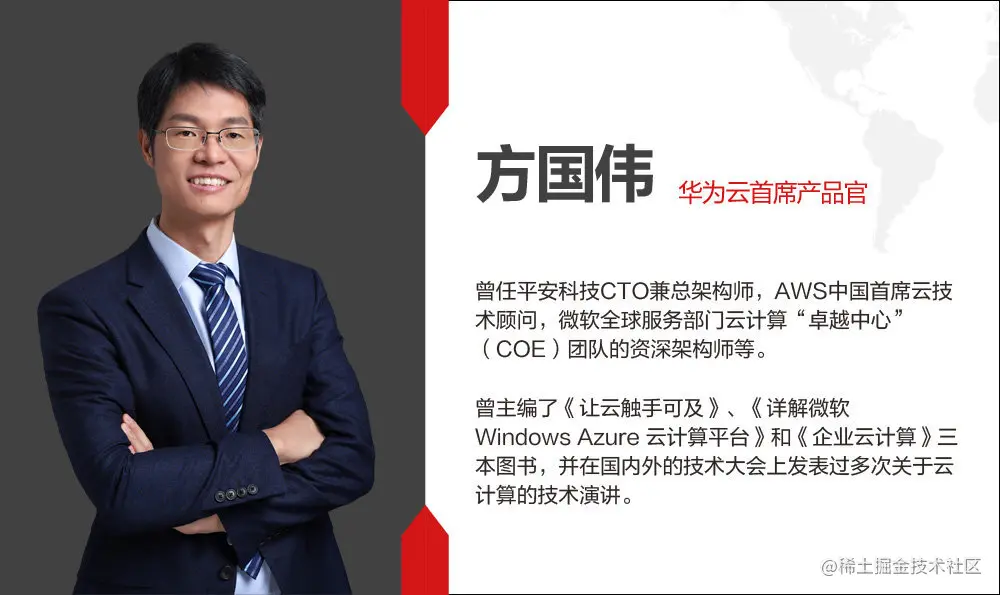 方国伟 华为云首席产品官
曾任平安科技CTO兼总架构师，AWS中国首席云技
术顾问，微软全球服务部门云计算“卓越中心”
（COE）团队的资深架构师等。
曾主编了《让云触手可及》、《详解微软
Windows Azure 云计算平台》和《企业云计算》三
本图书，并在国内外的技术大会上发表过多次关于云
计算的技术演讲。
@稀土掘金技术社区